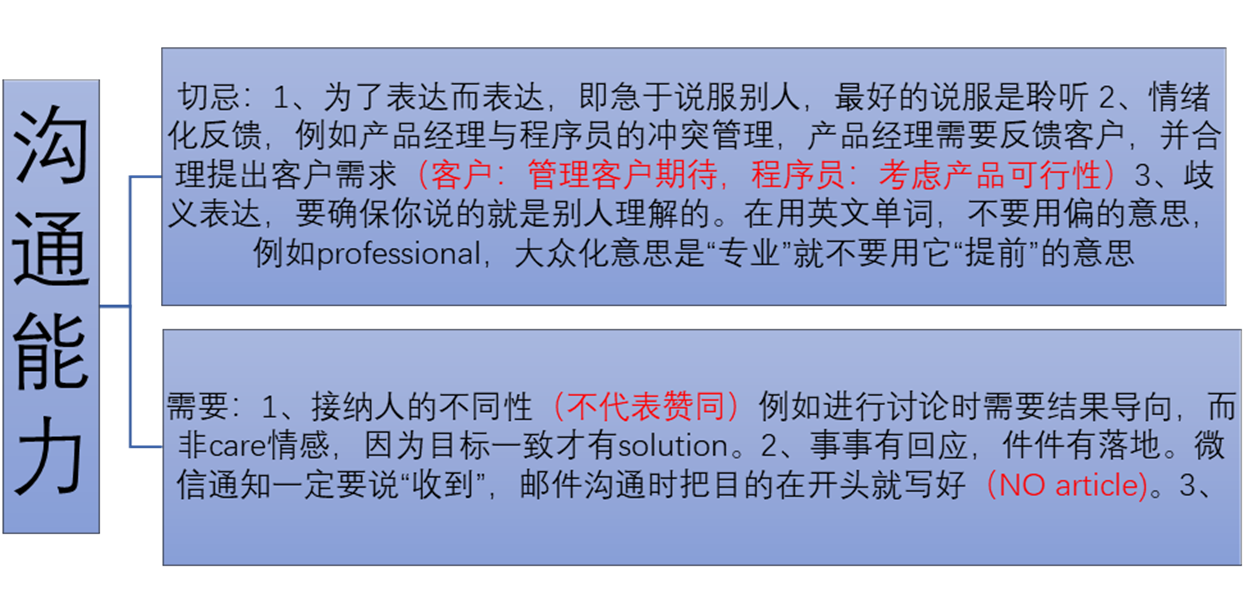 沟通能力
切忌：1、为了表达而表达，即急于说服别人，最好的说服是聆听 2、情绪
化反馈，例如产品经理与程序员的冲突管理，产品经理需要反馈客户，并合
理提出客户需求（客户：管理客户期待，程序员：考虑产品可行性）3、歧
义表达，要确保你说的就是别人理解的。在用英文单词，不要用偏的意思，
例如professional，大众化意思是“专业”就不要用它“提前”的意思
需要：1、接纳人的不同性（不代表赞同）例如进行讨论时需要结果导向，而
非care情感，因为目标一致才有solution。2、事事有回应，件件有落地。微
信通知一定要说“收到”，邮件沟通时把目的在开头就写好（NO article)。3、